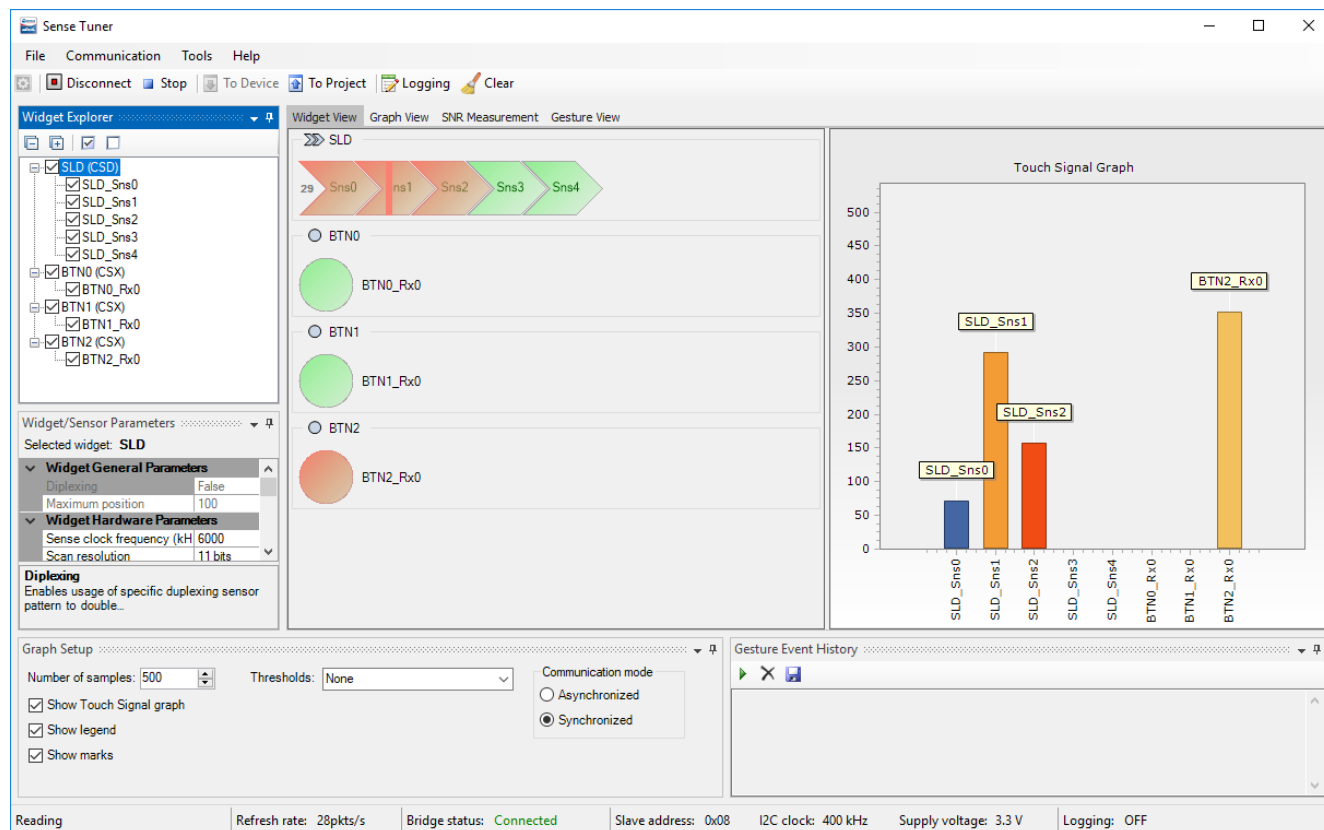 Sense Tuner
File Communication Tools Help
Disconnect Stop To Device To Project Logging Clear
Widget Explorer
SLD (CSD)
SLD_Sns0
SLD_Sns1
SLD_Sns2
SLD_Sns3
SLD_Sns4
BTN0 (CSX)
BTN0_Rx0
BTN1 (CSX)
BTN1_Rx0
BTN2 (CSX)
BTN2_Rx0
Widget/Sensor Parameters
Selected widget: SLD
Widget General Parameters
Diplexing False
Maximum position 100
Widget Hardware Parameters
Sense clock frequency (kH 6000
Scan resolution 11 bits
Diplexing
Enables usage of specific duplexing sensor
pattern to double...
Widget View Graph View SNR Measurement Gesture View
SLD
29 Sns0 ns1 Sns2 Sns3 Sns4
BTN0
BTN0_Rx0
BTN1
BTN1_Rx0
BTN2
BTN2_Rx0
Touch Signal Graph
500
450
400
350
300
250
200
150
100
50
0
BTN2_Rx0
SLD_Sns1
SLD_Sns2
SLD_Sns0
SLD_Sns0
SLD_Sns1
SLD_Sns2
SLD_Sns3
SLD_Sns4
BTN0_Rx0
BTN1_Rx0
BTN2_Rx0
Graph Setup
Number of samples: 500
Show Touch Signal graph
Show legend
Show marks
Thresholds: None
Communication mode
Asynchronized
Synchronized
Gesture Event History
Reading Refresh rate: 28pkts/s Bridge status: Connected Slave address: 0x08 I2C clock: 400 kHz Supply voltage: 3.3 V Logging: OFF